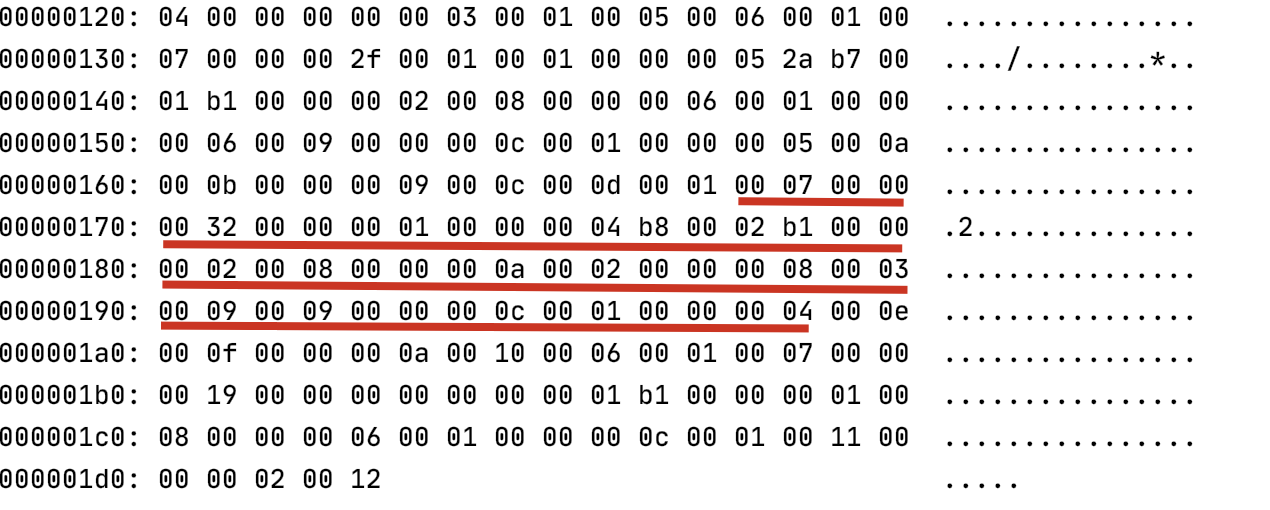 00000120: 04 00 00 00 00 00 03 00 01 00 05 00 06 00 01 00 ................
00000130: 07 00 00 00 2f 00 01 00 01 00 00 00 05 2a b7 00 ..../........*..
00000140: 01 b1 00 00 00 02 00 08 00 00 00 06 00 01 00 00 ................
00000150: 00 06 00 09 00 00 00 0c 00 01 00 00 00 05 00 0a ................
00000160: 00 0b 00 00 00 09 00 0c 00 0d 00 01 00 07 00 00 ................
00000170: 00 32 00 00 00 01 00 00 00 04 b8 00 02 b1 00 00 .2..............
00000180: 00 02 00 08 00 00 00 0a 00 02 00 00 00 08 00 03 ................
00000190: 00 09 00 09 00 00 00 0c 00 01 00 00 00 04 00 0e ................
000001a0: 00 0f 00 00 00 0a 00 10 00 06 00 01 00 07 00 00 ................
000001b0: 00 19 00 00 00 00 00 00 00 01 b1 00 00 00 01 00 ................
000001c0: 08 00 00 00 06 00 01 00 00 00 0c 00 01 00 11 00 ................
000001d0: 00 00 02 00 12 .....